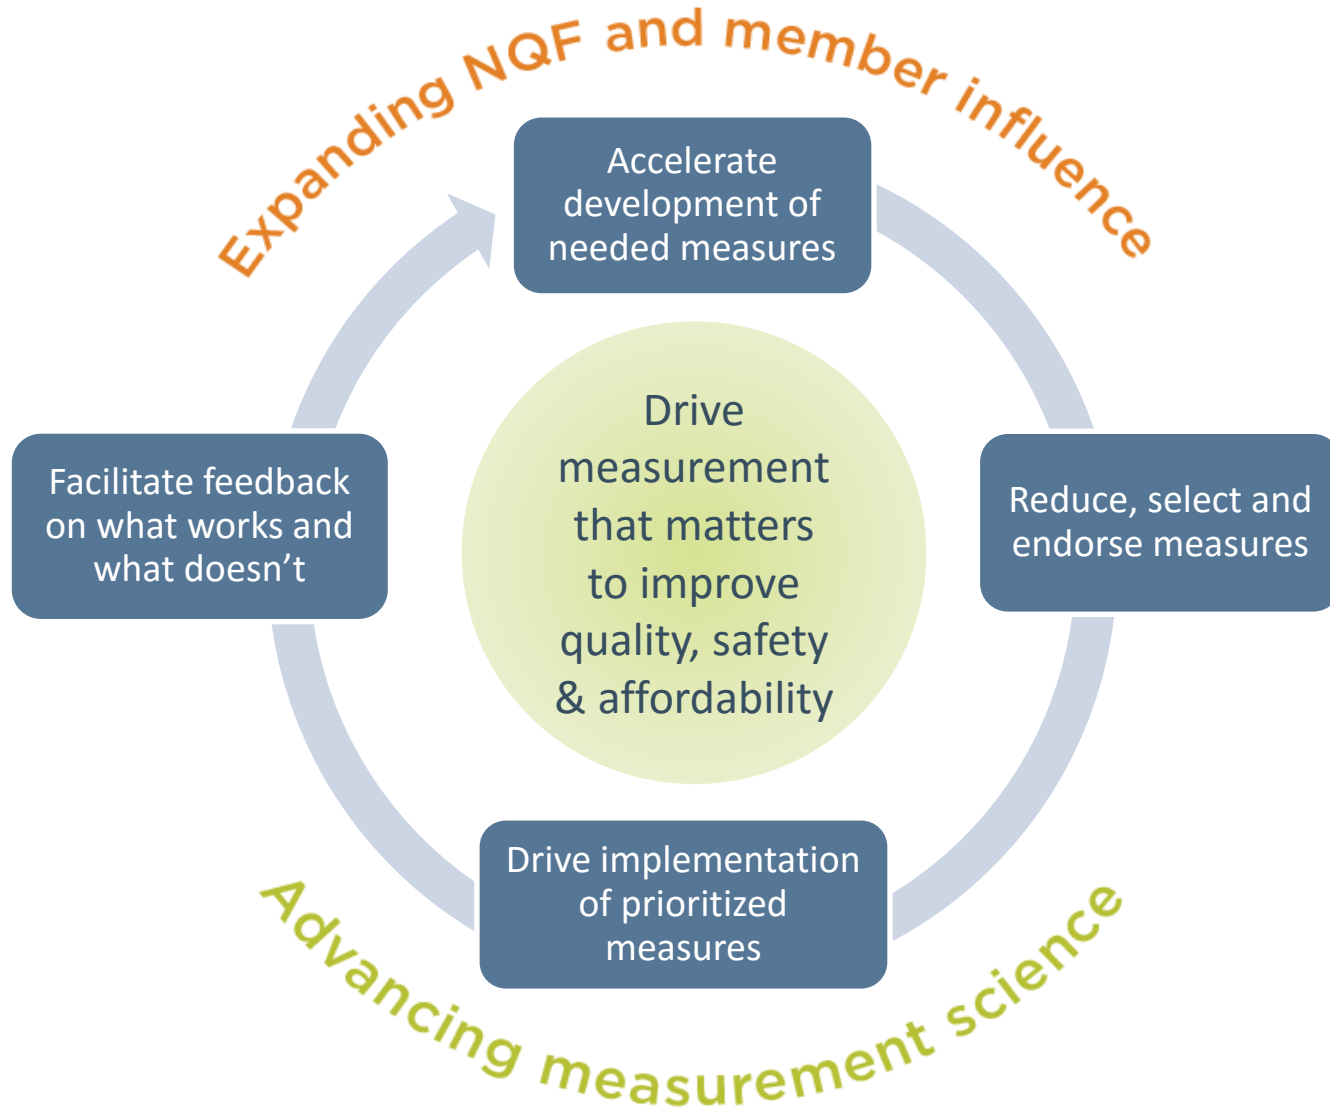 Expanding NQF and member influence
Accelerate
development of
needed measures
Drive
measurement
that matters
to improve
quality, safety
& affordability
Facilitate feedback
on what works and
what doesn’t
Reduce, select and
endorse measures
Drive implementation
of prioritized
measures
Advancing measurement science